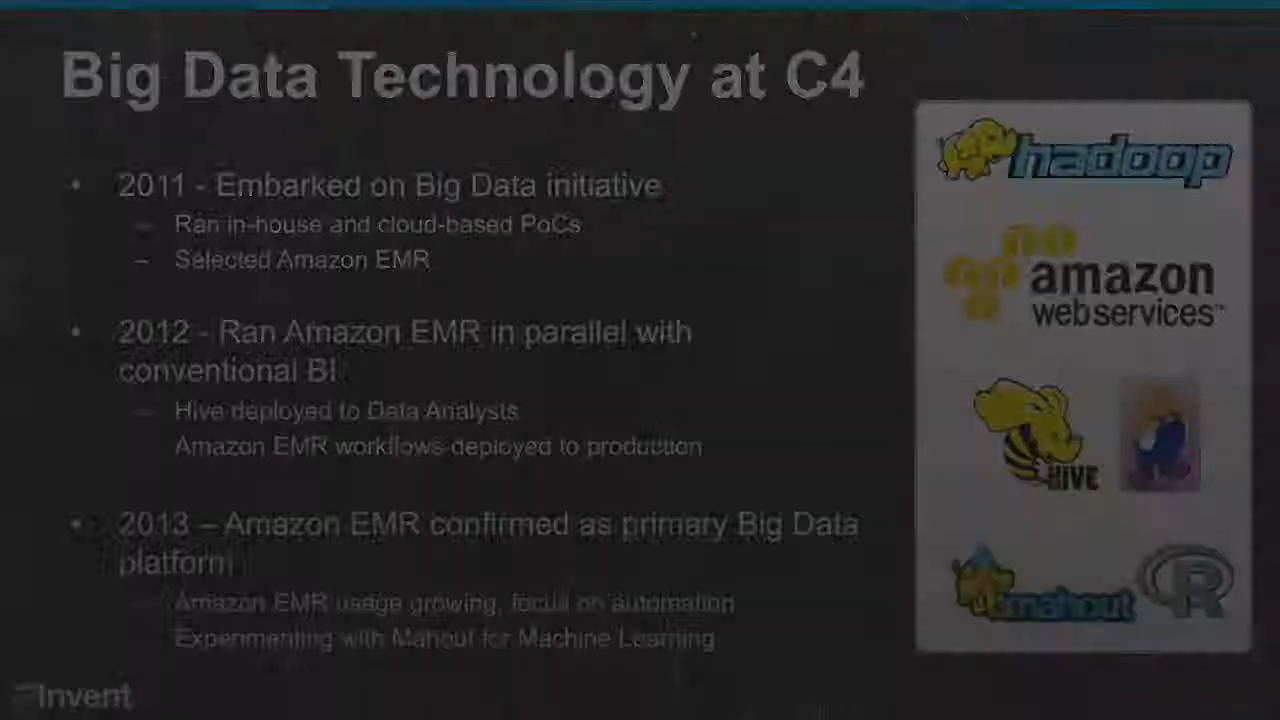 Big Data Technology at C4
• 2011 - Embarked on Big Data initiative
– Ran in-house and cloud-based PoCs
– Selected Amazon EMR
• 2012 - Ran Amazon EMR in parallel with
conventional BI
– Hive deployed to Data Analysts
Amazon EMR workflows deployed to production
• 2013 – Amazon EMR confirmed as primary Big Data
platform
– Amazon EMR usage growing, focus on automation
Experimenting with Mahout for Machine Learning
hadoop
amazon
webservices™
HIVE
mahout
R
Invent